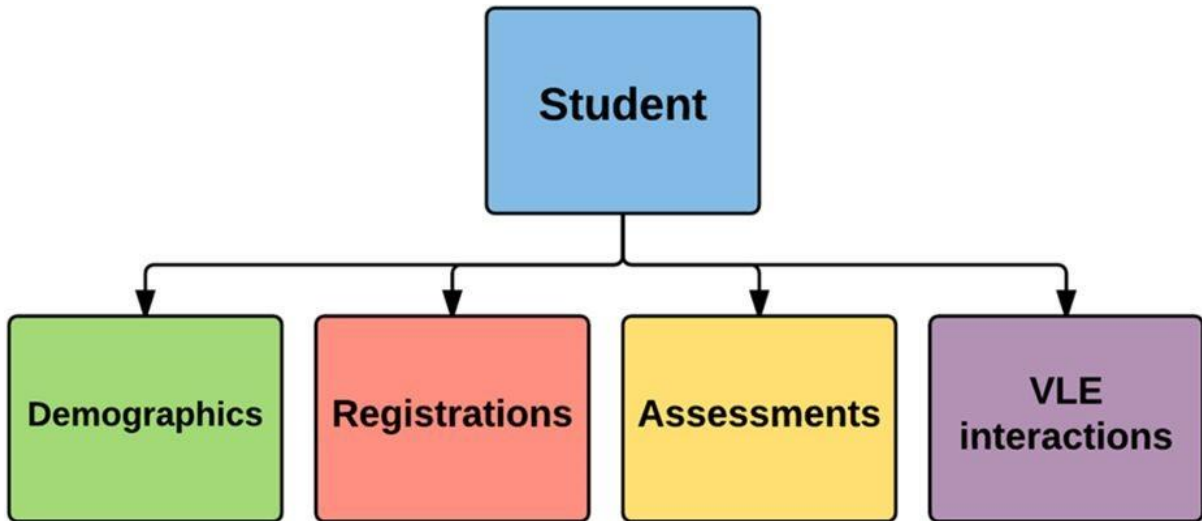 Student
Demographics
Registrations
Assessments
VLE
interactions